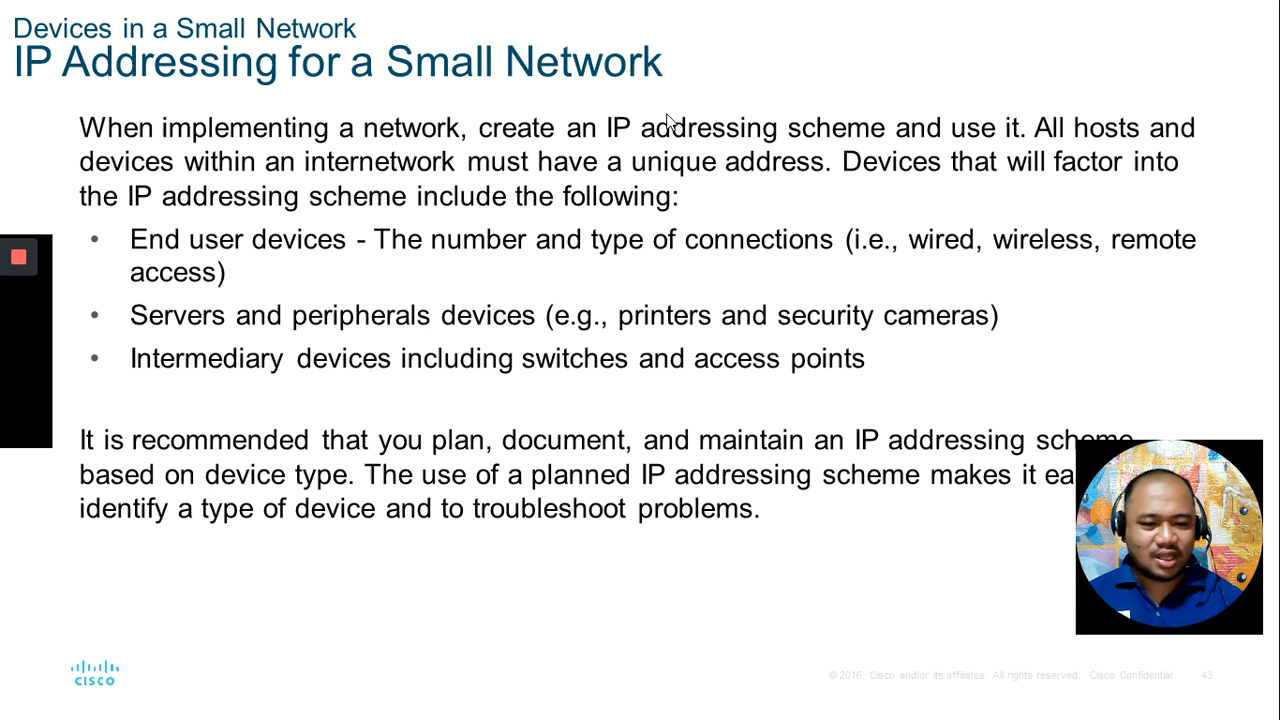 Devices in a Small Network
IP Addressing for a Small Network
When implementing a network, create an IP addressing scheme and use it. All hosts and
devices within an internetwork must have a unique address. Devices that will factor into
the IP addressing scheme include the following:
• End user devices - The number and type of connections (i.e., wired, wireless, remote
access)
• Servers and peripherals devices (e.g., printers and security cameras)
• Intermediary devices including switches and access points
It is recommended that you plan, document, and maintain an IP addressing scheme
based on device type. The use of a planned IP addressing scheme makes it ea
identify a type of device and to troubleshoot problems.
CISCO
© 2016 Cisco and/or its affiliates. All rights reserved. Cisco Confidential 43